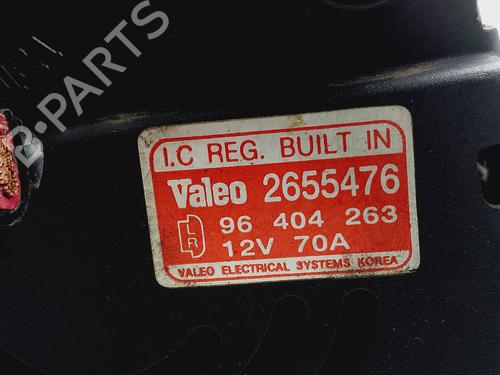 B-PARTS
I.C REG. BUILT IN
Valeo 2655476
LR 96 404 263
12V 70A
VALEO ELECTRICAL SYSTEMS KOREA